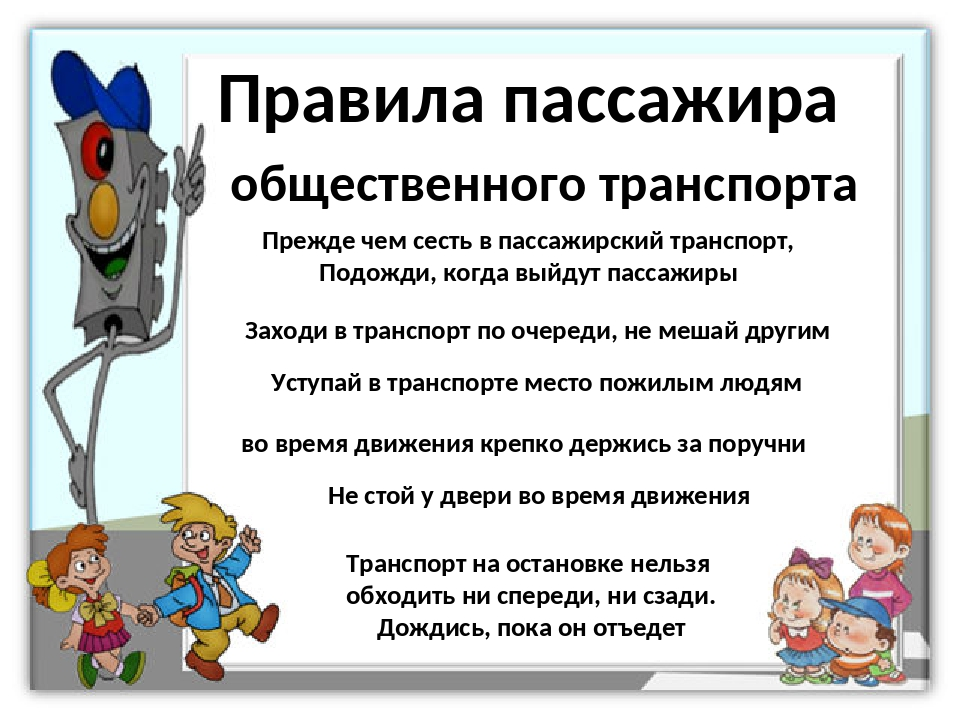 Правила пассажира
общественного транспорта
Прежде чем сесть в пассажирский транспорт,
Подожди, когда выйдут пассажиры
Заходи в транспорт по очереди, не мешай другим
Уступай в транспорте место пожилым людям
во время движения крепко держись за поручни
Не стой у двери во время движения
Транспорт на остановке нельзя
обходить ни спереди, ни сзади.
Дождись, пока он отъедет